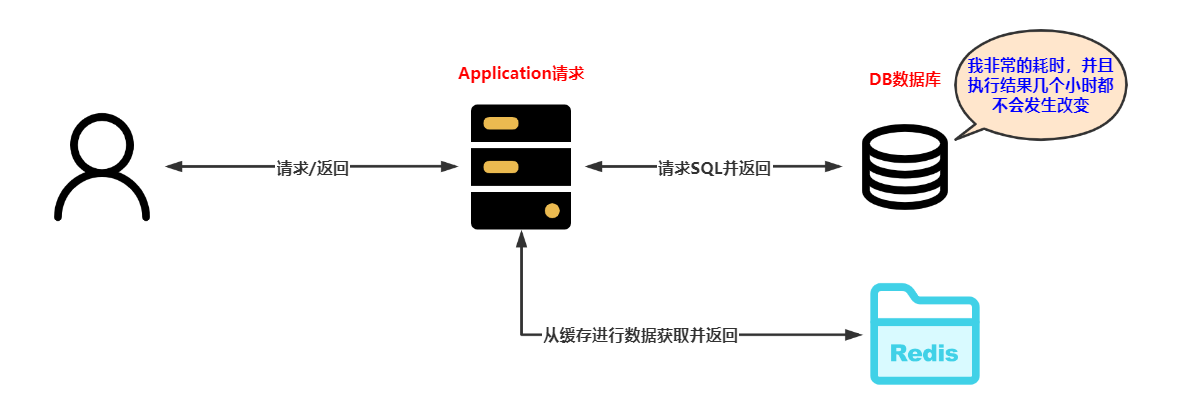 Application请求
DB数据库
我非常的耗时，并且
执行结果几个小时都
不会发生改变
请求/返回
请求SQL并返回
从缓存进行数据获取并返回
Redis